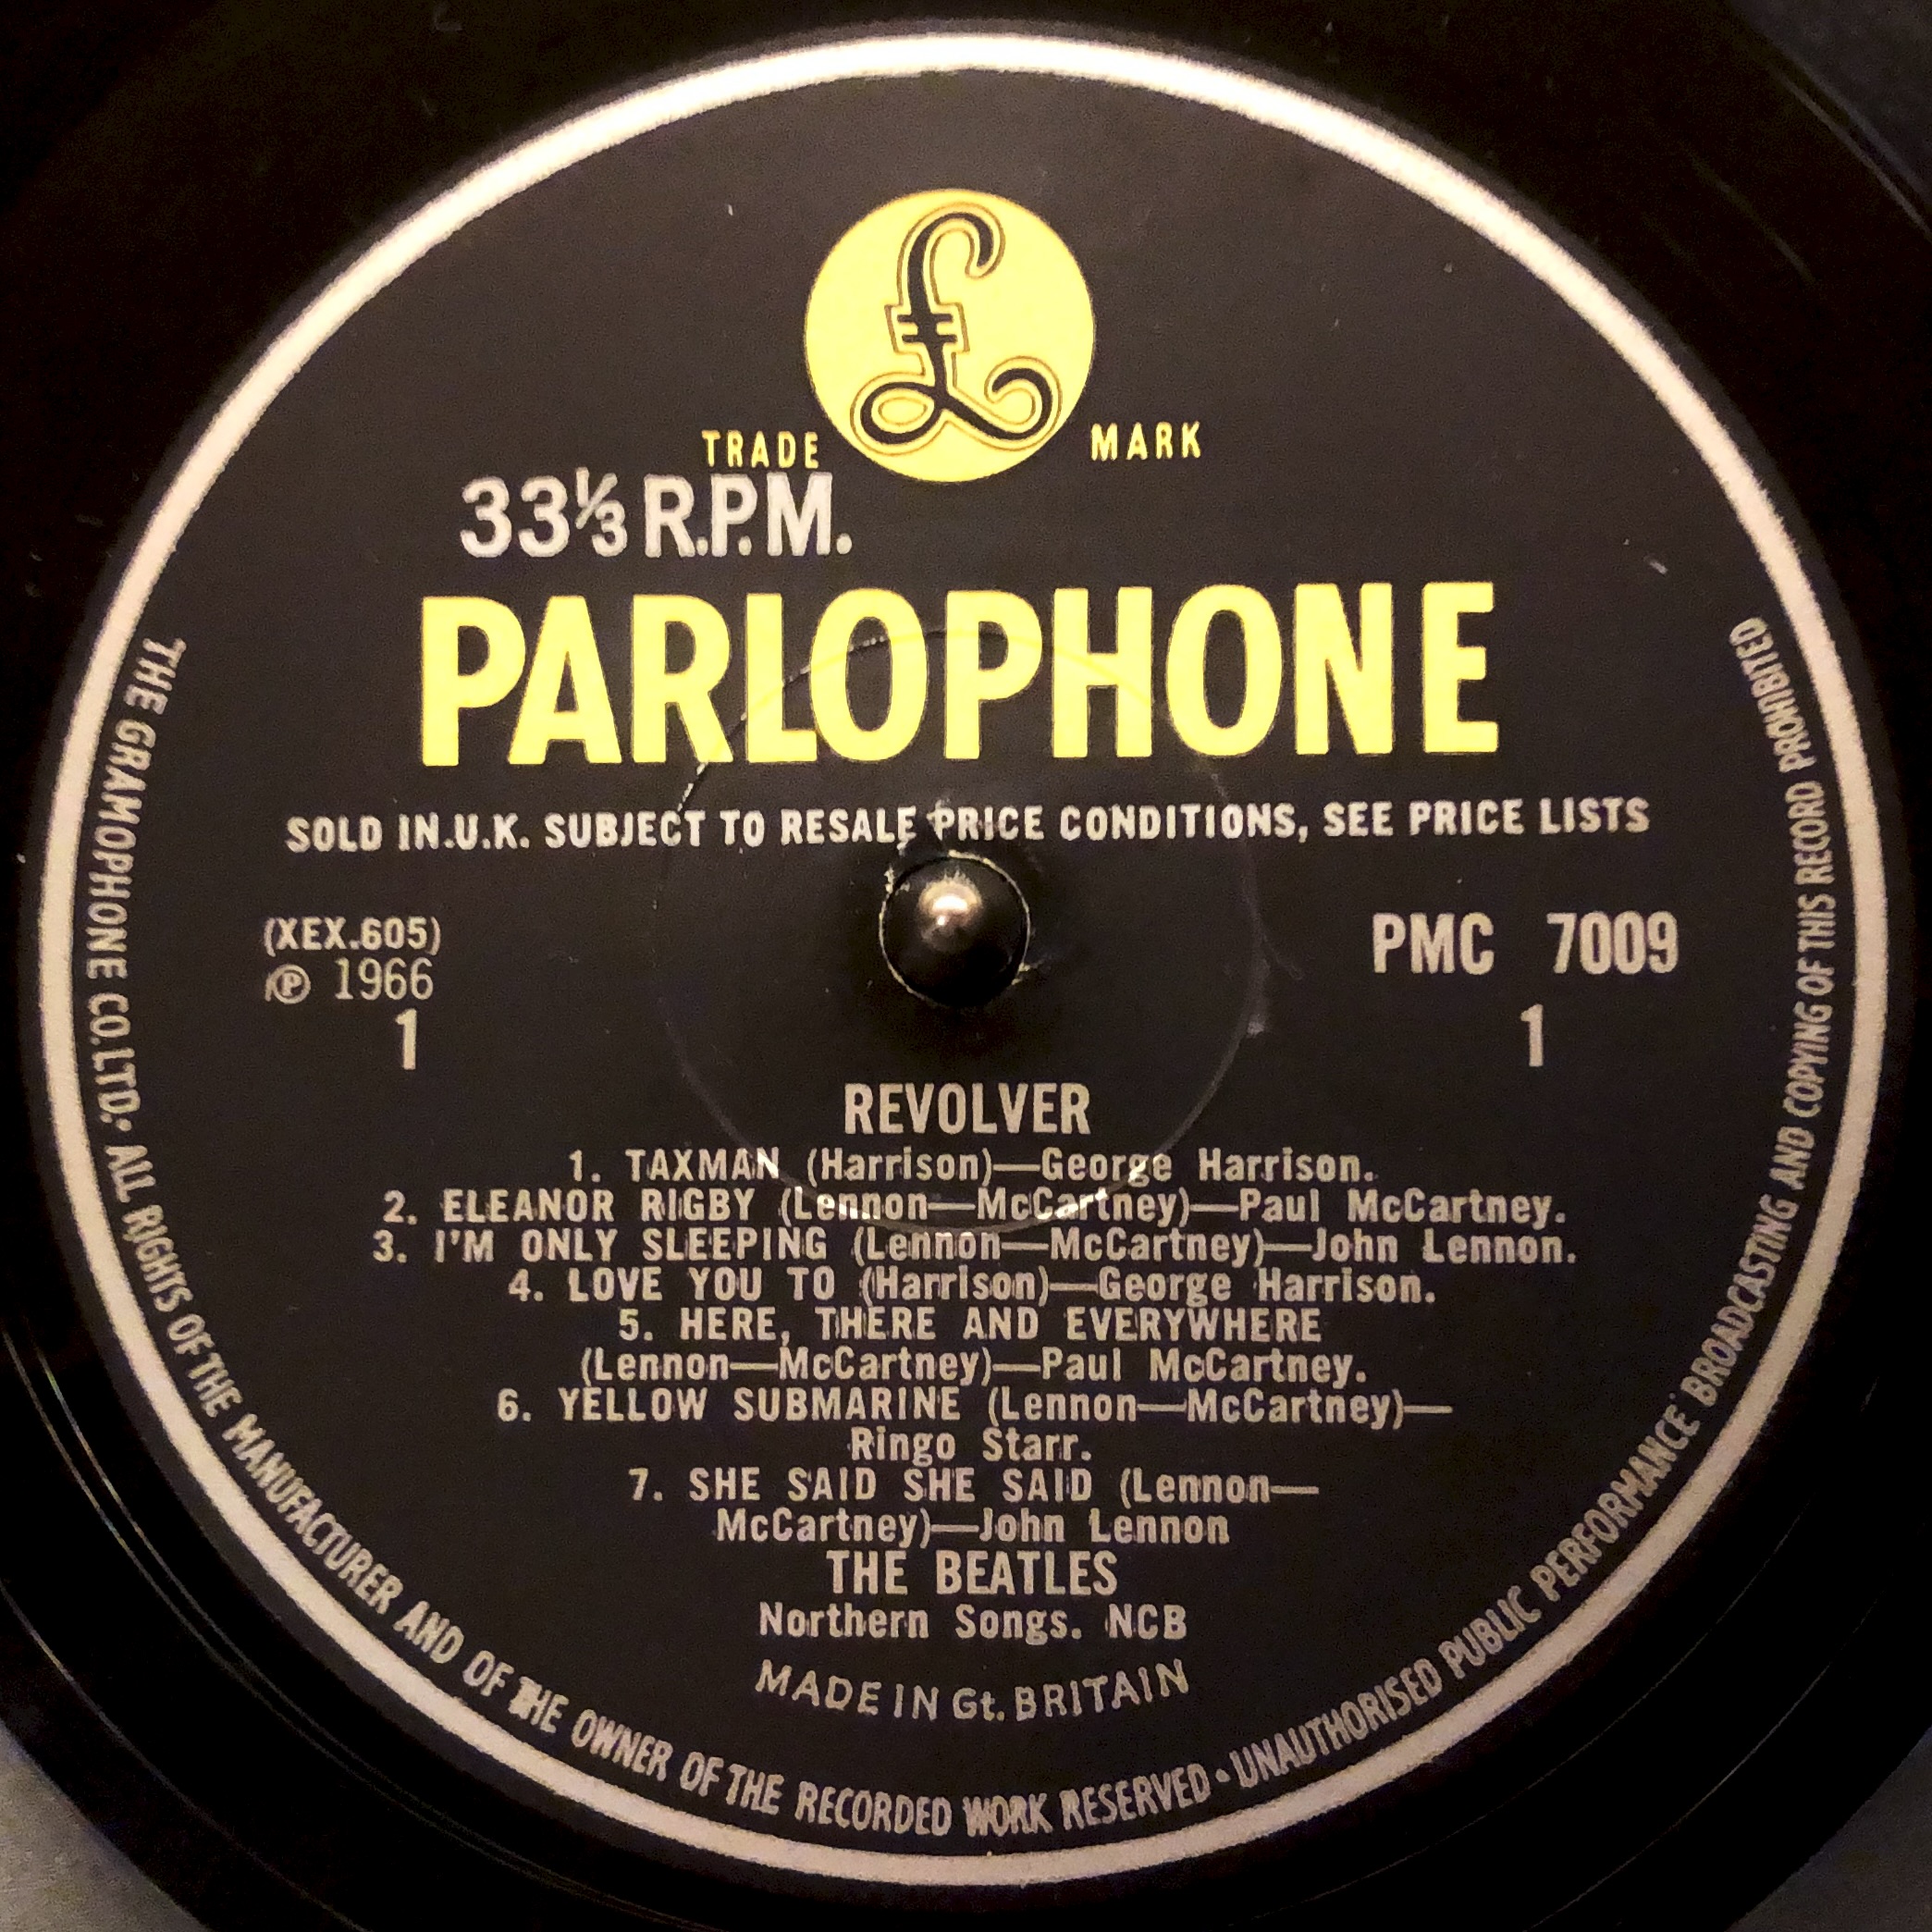 £
TRADE MARK
33⅓ R.P.M.
PARLOPHONE
SOLD IN.U.K. SUBJECT TO RESALE PRICE CONDITIONS, SEE PRICE LISTS
(XEX.605)
℗ 1966
1
PMC 7009
1
REVOLVER
1. TAXMAN (Harrison)—George Harrison.
2. ELEANOR RIGBY (Lennon—McCartney)—Paul McCartney.
3. I'M ONLY SLEEPING (Lennon—McCartney)—John Lennon.
4. LOVE YOU TO (Harrison)—George Harrison.
5. HERE, THERE AND EVERYWHERE
(Lennon—McCartney)—Paul McCartney.
6. YELLOW SUBMARINE (Lennon—McCartney)—
Ringo Starr.
7. SHE SAID SHE SAID (Lennon—
McCartney)—John Lennon
THE BEATLES
Northern Songs. NCB
MADE IN Gt. BRITAIN
THE GRAMOPHONE CO. LTD. · ALL RIGHTS OF THE MANUFACTURER AND OF THE OWNER OF THE RECORDED WORK RESERVED · UNAUTHORISED PUBLIC PERFORMANCE BROADCASTING AND COPYING OF THIS RECORD PROHIBITED